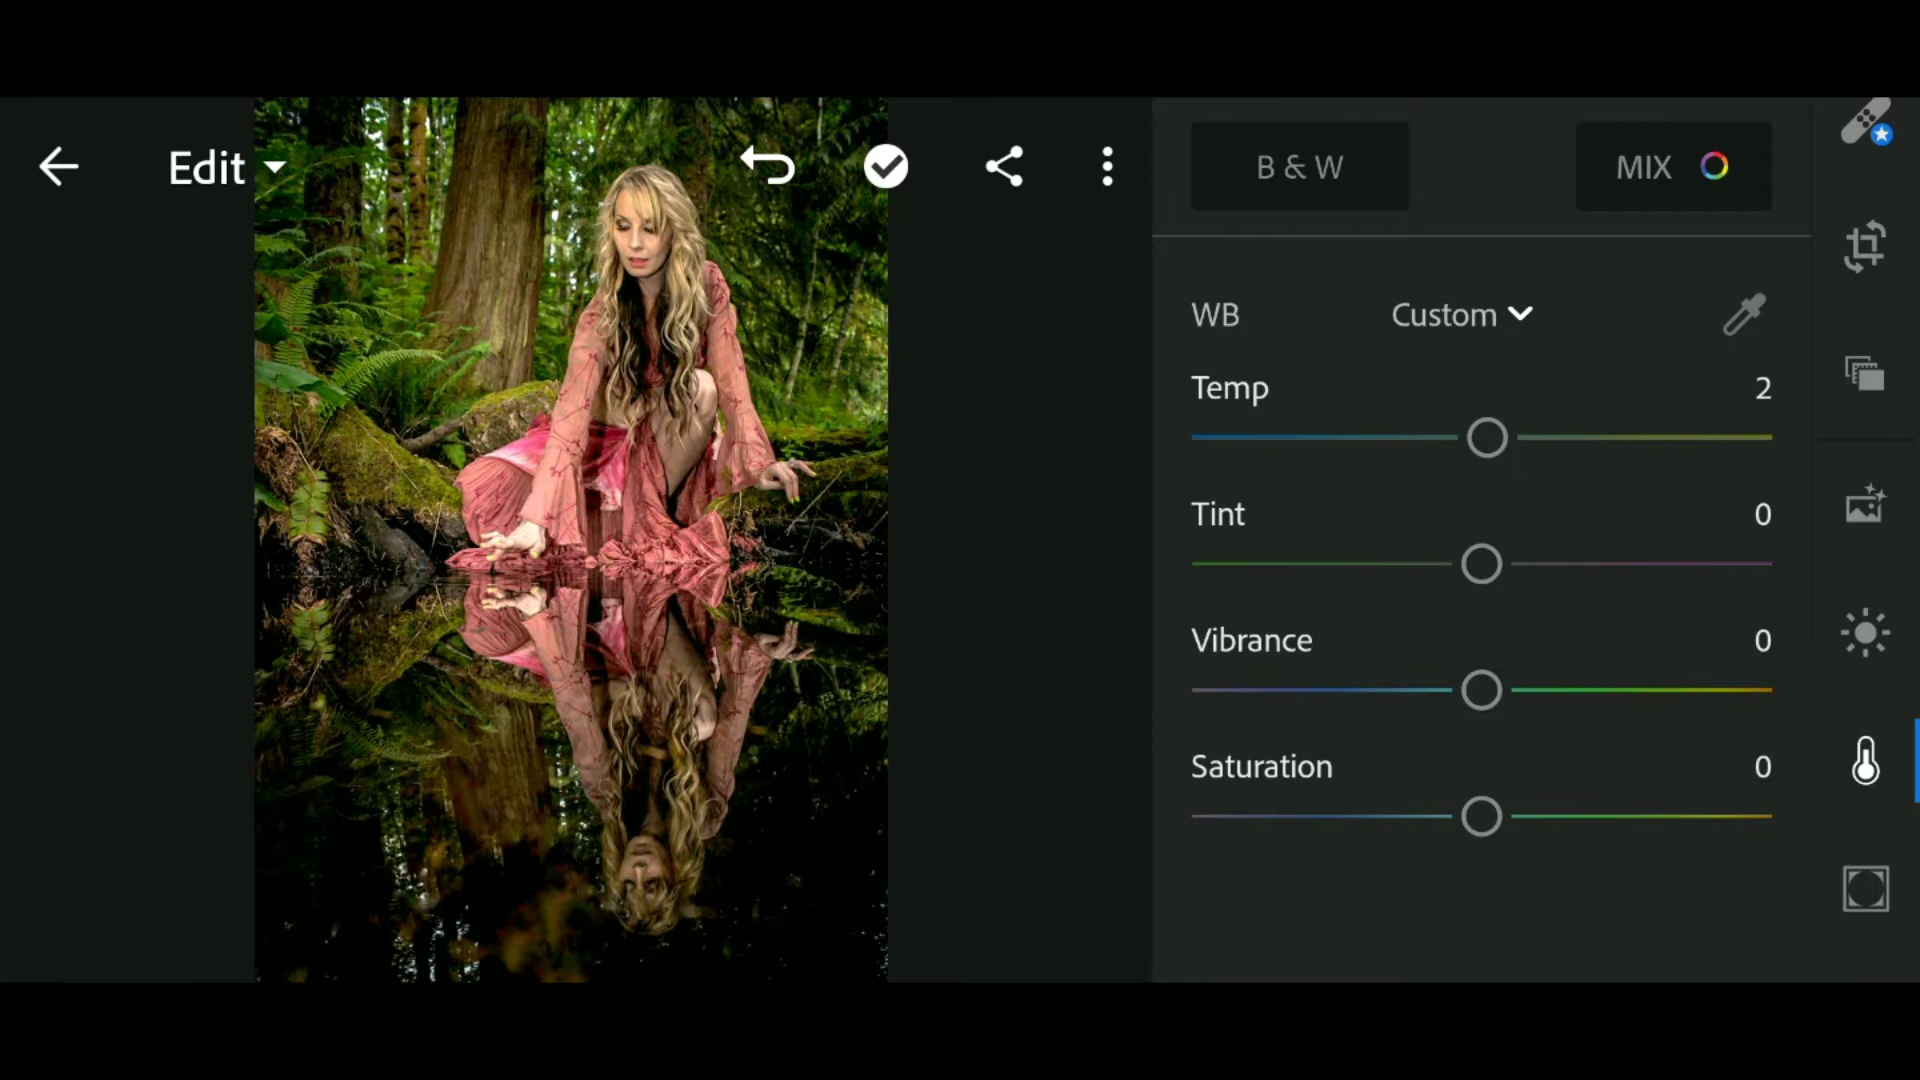 Edit
B & W
MIX
WB
Custom
Temp
2
Tint
0
Vibrance
0
Saturation
0